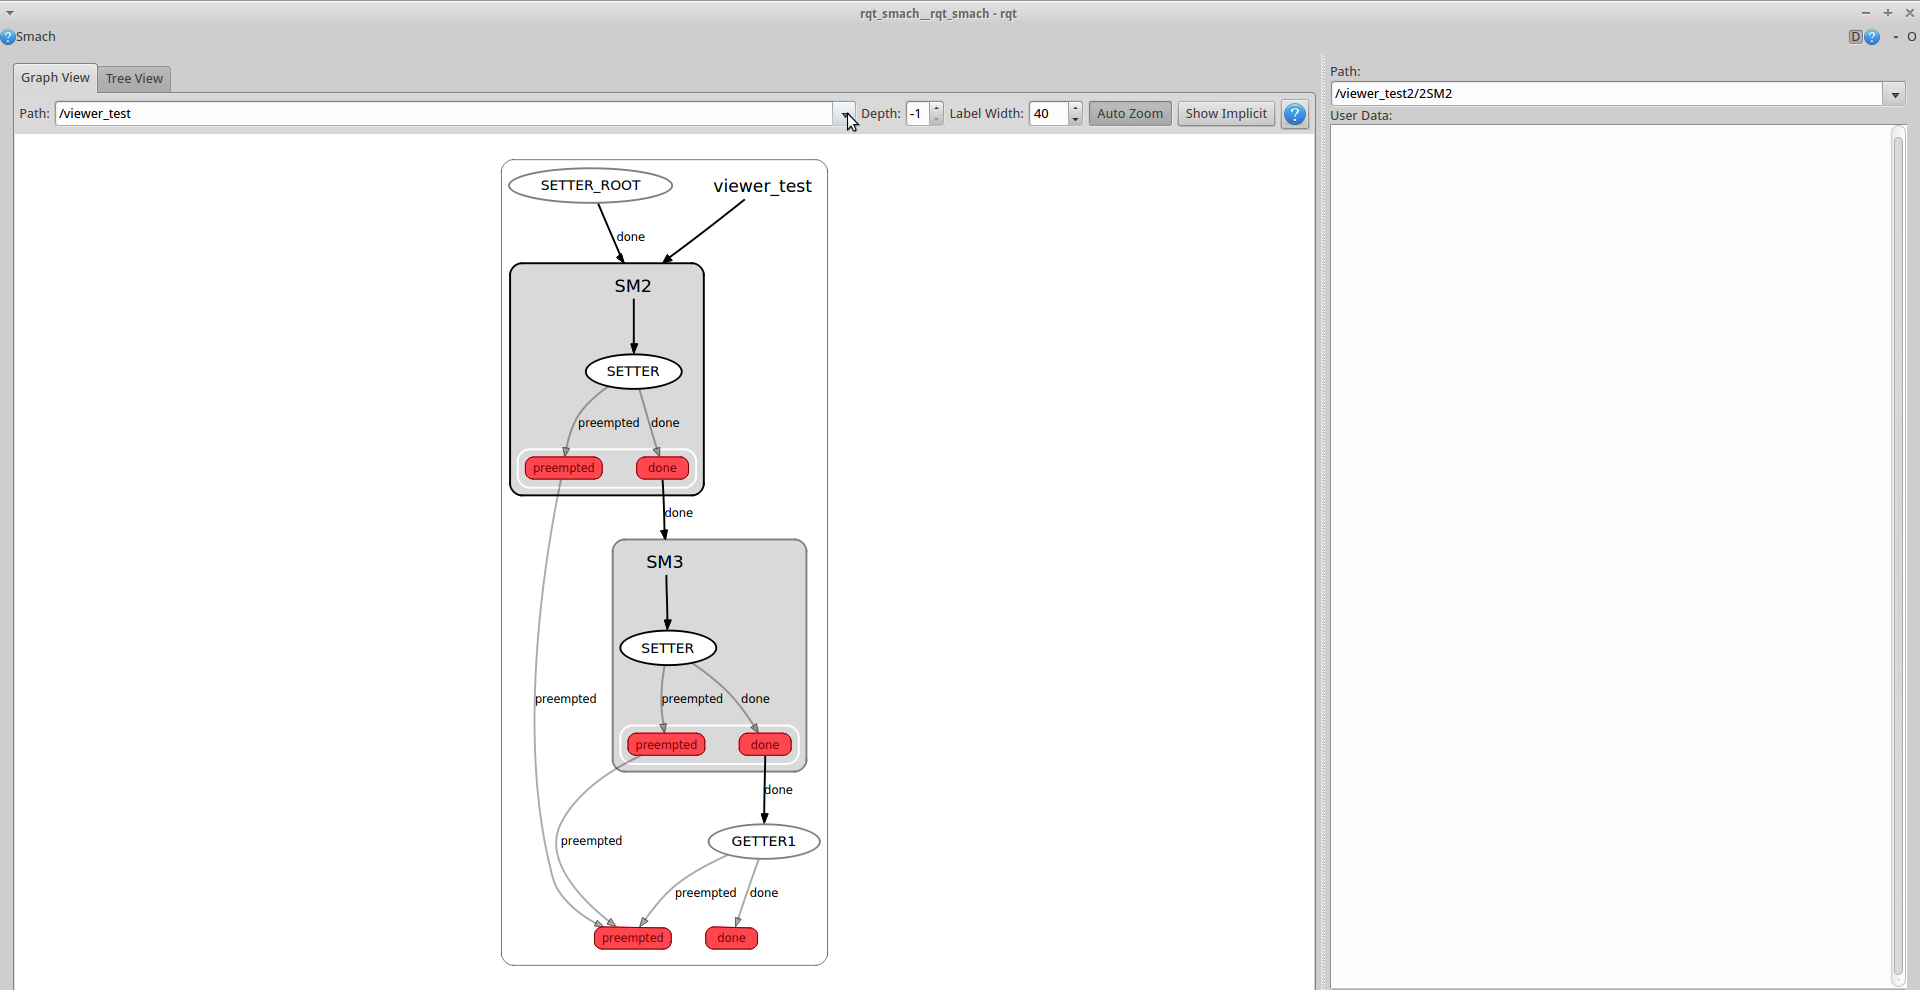 rqt_smach__rqt_smach - rqt
Smach
D ? - O
Graph View Tree View
Path: /viewer_test Depth: -1 Label Width: 40 Auto Zoom Show Implicit ?
Path:
/viewer_test2/2SM2
User Data:
SETTER_ROOT viewer_test
done
SM2
SETTER
preempted done
preempted done
done
SM3
SETTER
preempted preempted done
preempted done
done
preempted GETTER1
preempted done
preempted done